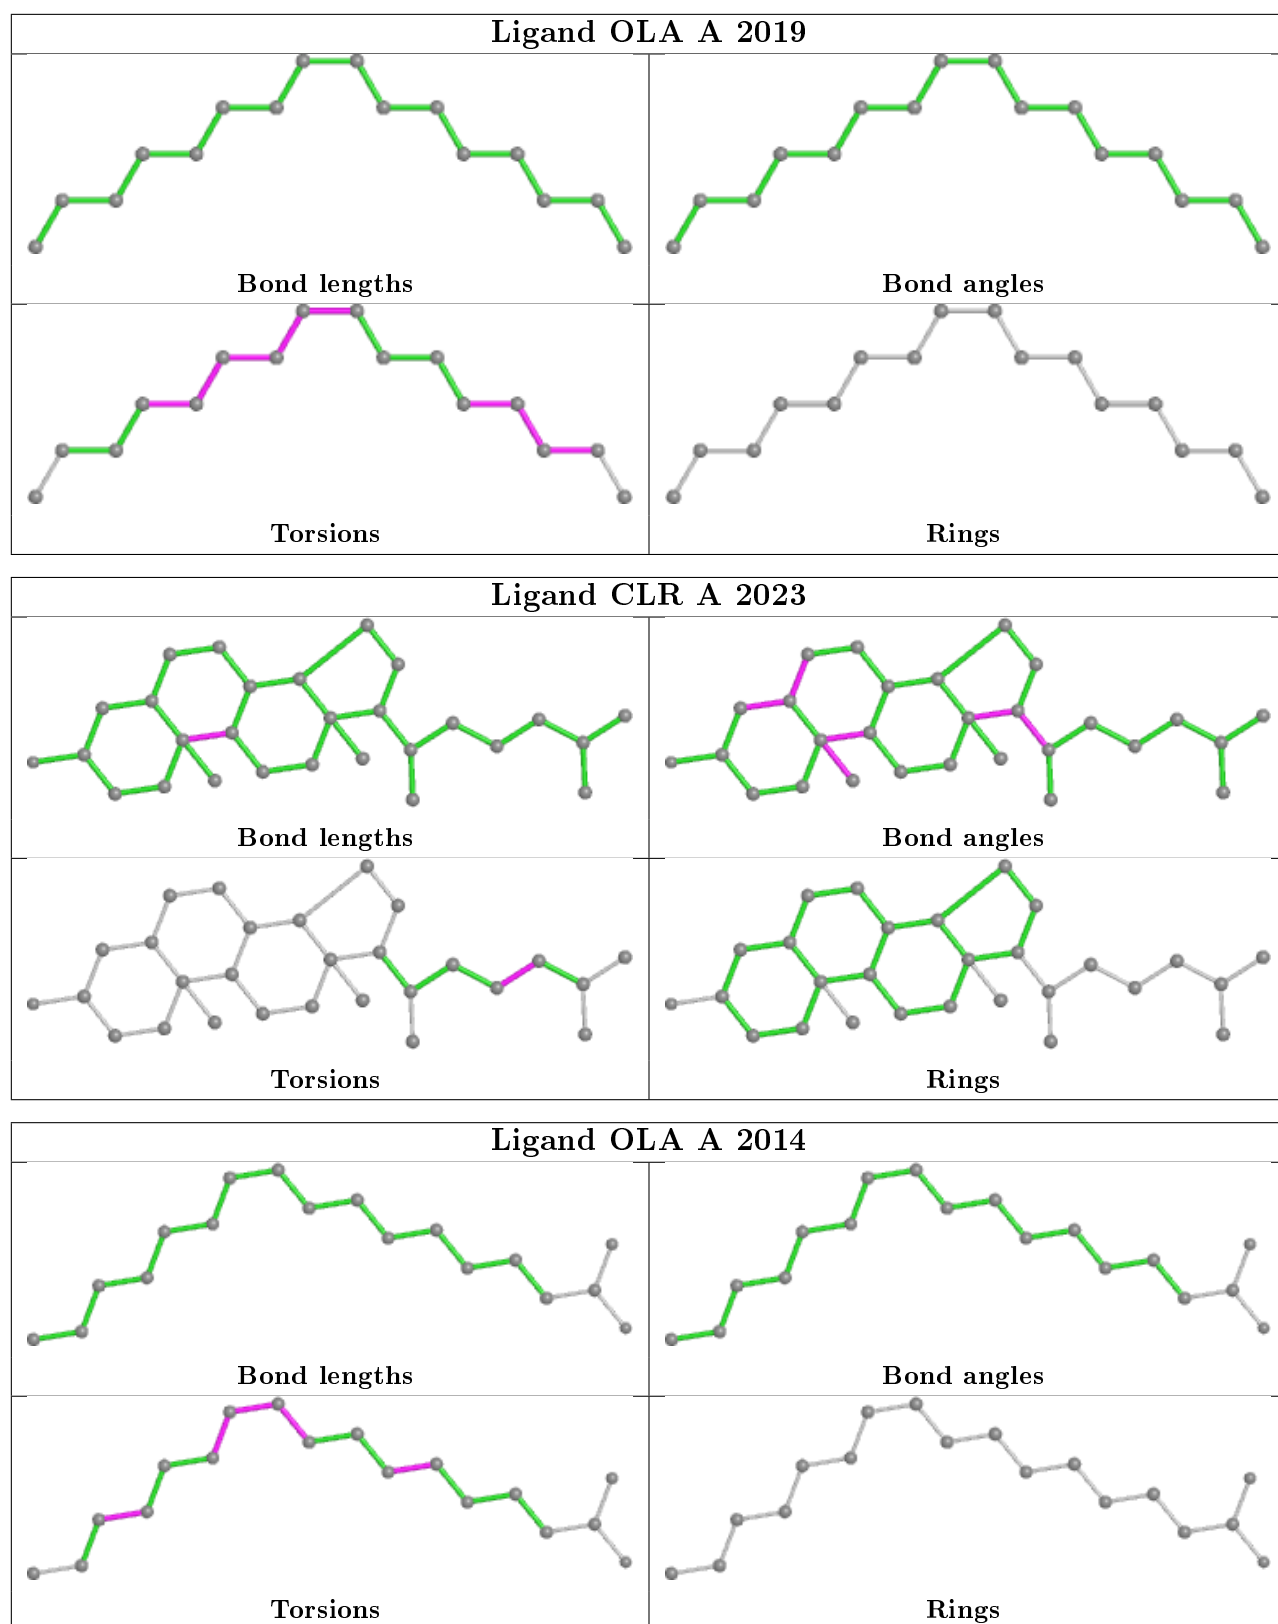 Ligand OLA A 2019
Bond lengths
Bond angles
Torsions
Rings
Ligand CLR A 2023
Bond lengths
Bond angles
Torsions
Rings
Ligand OLA A 2014
Bond lengths
Bond angles
Torsions
Rings